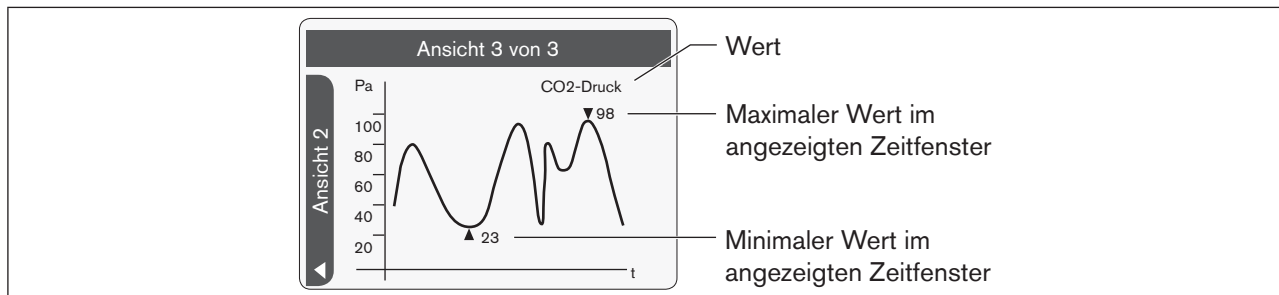 Ansicht 3 von 3
Wert
Pa
CO2-Druck
98
Maximaler Wert im
angezeigten Zeitfenster
100
80
60
40
20
Ansicht 2
23
Minimaler Wert im
angezeigten Zeitfenster
t